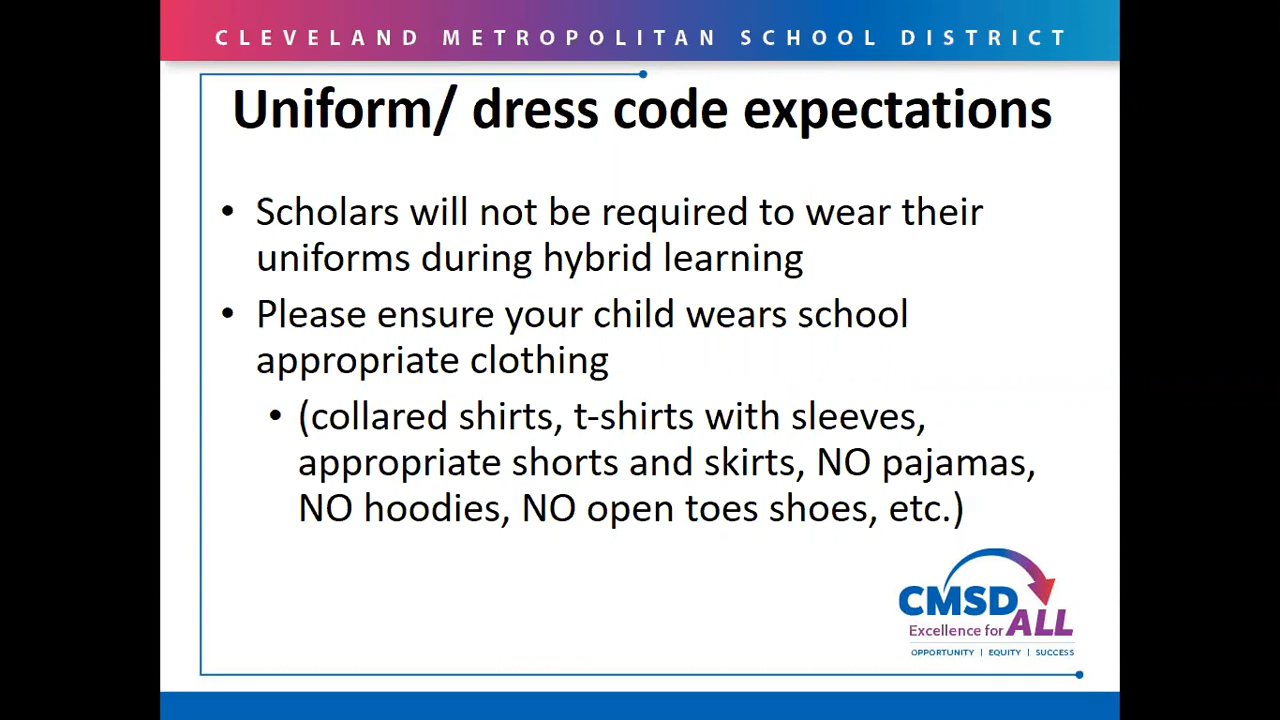 CLEVELAND METROPOLITAN SCHOOL DISTRICT
Uniform/ dress code expectations
• Scholars will not be required to wear their
uniforms during hybrid learning
• Please ensure your child wears school
appropriate clothing
• (collared shirts, t-shirts with sleeves,
appropriate shorts and skirts, NO pajamas,
NO hoodies, NO open toes shoes, etc.)
CMSD
Excellence for ALL
OPPORTUNITY | EQUITY | SUCCESS